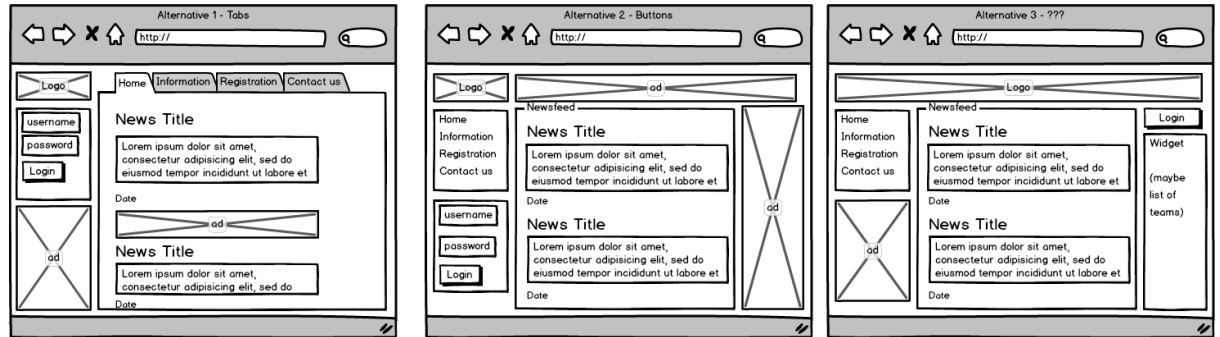 Alternative 1 - Tabs
http://
Logo
username
password
Login
ad
Home Information Registration Contact us
News Title
Lorem ipsum dolor sit amet,
consectetur adipisicing elit, sed do
eiusmod tempor incididunt ut labore et
Date
ad
News Title
Lorem ipsum dolor sit amet,
consectetur adipisicing elit, sed do
Date
Alternative 2 - Buttons
http://
Logo
ad
Home
Information
Registration
Contact us
username
password
Login
Newsfeed
News Title
Lorem ipsum dolor sit amet,
consectetur adipisicing elit, sed do
eiusmod tempor incididunt ut labore et
Date
News Title
Lorem ipsum dolor sit amet,
consectetur adipisicing elit, sed do
eiusmod tempor incididunt ut labore et
Date
ad
Alternative 3 - ???
http://
Logo
Home
Information
Registration
Contact us
ad
Newsfeed
News Title
Lorem ipsum dolor sit amet,
consectetur adipisicing elit, sed do
eiusmod tempor incididunt ut labore et
Date
News Title
Lorem ipsum dolor sit amet,
consectetur adipisicing elit, sed do
eiusmod tempor incididunt ut labore et
Date
Login
Widget
(maybe
list of
teams)